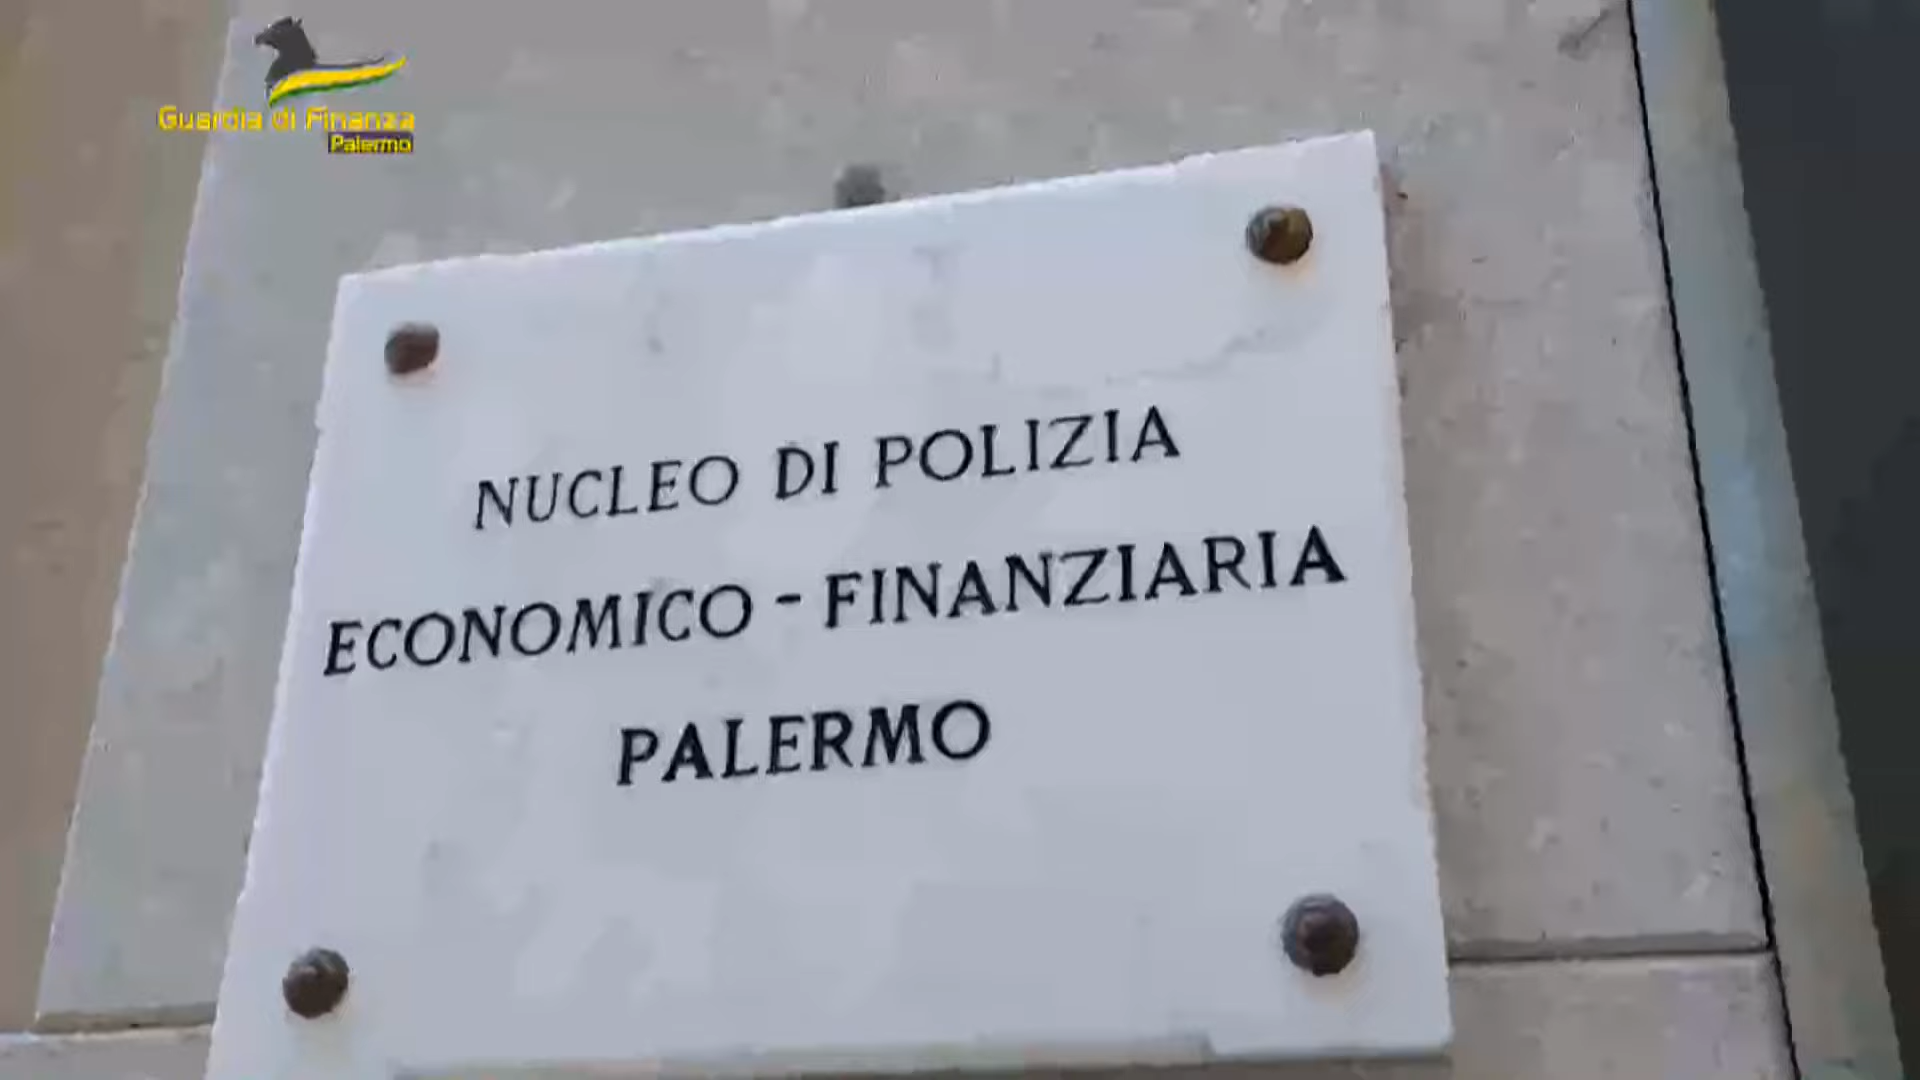 Guardia di Finanza
Palermo
NUCLEO DI POLIZIA
ECONOMICO - FINANZIARIA
PALERMO